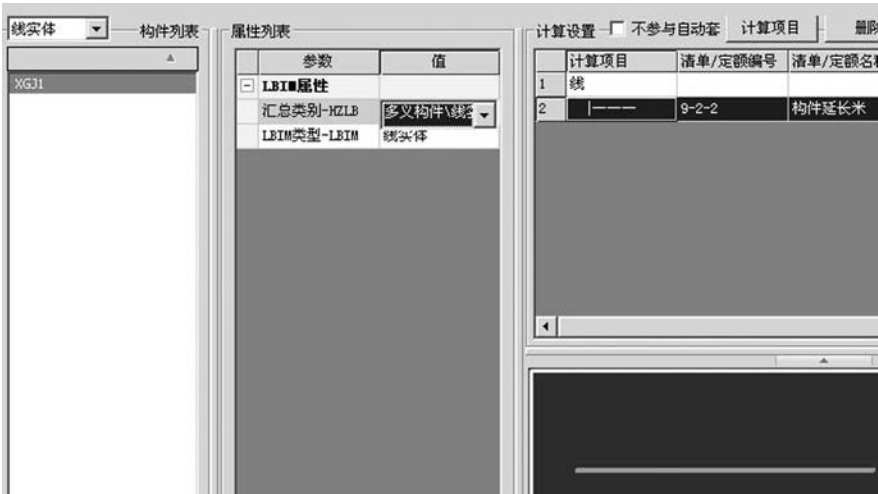 线实体 构件列表 属性列表 计算设置 不参与自动套 计算项目
参数 值 计算项目 清单/定额编号 清单/定额名
XGJ1 LBIM属性 1 线
汇总类别-HZLB 多义构件\线 2 9-2-2 构件延长米
LBIM类型-LBIM 线实体